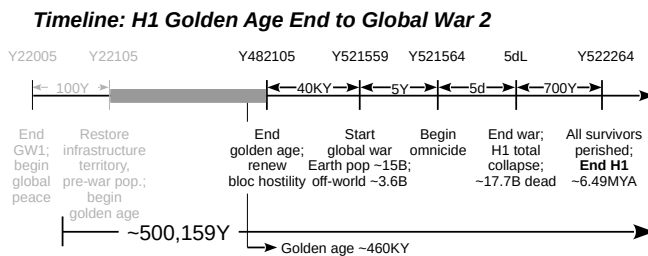 Timeline: H1 Golden Age End to Global War 2
Y22005 Y22105 Y482105 Y521559 Y521564 5dL Y522264
100Y 40KY 5Y 5d 700Y
End
GW1;
begin
global
peace
Restore
infrastructure
territory,
pre-war pop.;
begin
golden age
End
golden age;
renew
bloc hostility
Start
global war
Earth pop ~15B;
off-world ~3.6B
Begin
omnicide
End war;
H1 total
collapse;
~17.7B dead
All survivors
perished;
End H1
~6.49MYA
~500,159Y
Golden age ~460KY